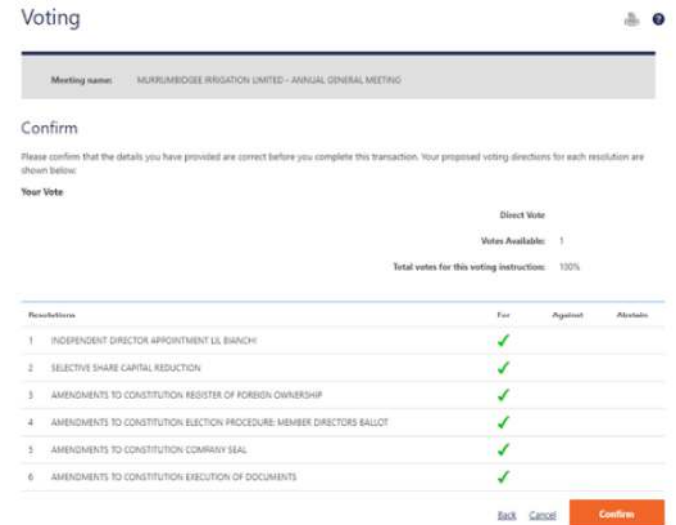 Voting
Meeting name: MURRUMBIDGEE IRRIGATION LIMITED - ANNUAL GENERAL MEETING
Confirm
Please confirm that the details you have provided are correct before you complete this transaction. Your proposed voting directions for each resolution are
shown below:
Your Vote
Direct Vote
Votes Available: 1
Total votes for this voting instruction: 100%
Resolutions For Against Abstain
1 INDEPENDENT DIRECTOR APPOINTMENT LIL BIANCHI
2 SELECTIVE SHARE CAPITAL REDUCTION
3 AMENDMENTS TO CONSTITUTION REGISTER OF FOREIGN OWNERSHIP
4 AMENDMENTS TO CONSTITUTION ELECTION PROCEDURE: MEMBER DIRECTORS BALLOT
5 AMENDMENTS TO CONSTITUTION COMPANY SEAL
6 AMENDMENTS TO CONSTITUTION EXECUTION OF DOCUMENTS
Back Cancel Confirm